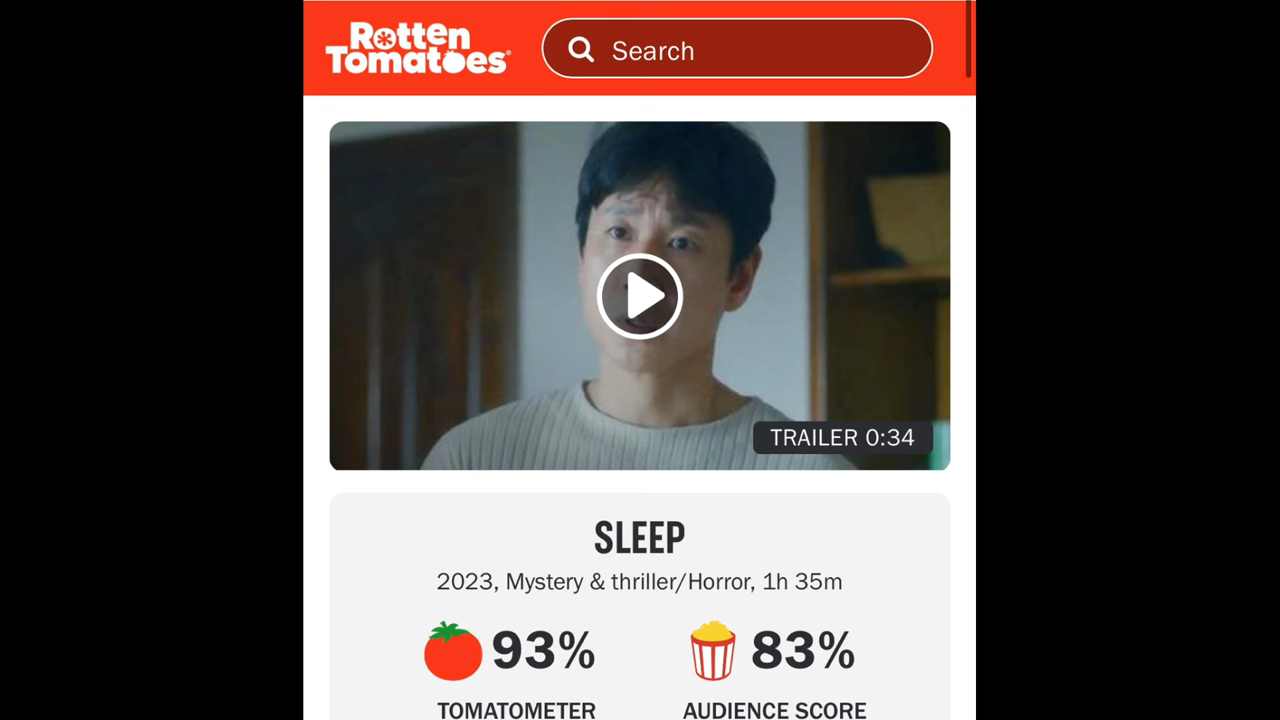 Rotten
Tomatoes®
Search
TRAILER 0:34
SLEEP
2023, Mystery & thriller/Horror, 1h 35m
93%
83%
TOMATOMETER
AUDIENCE SCORE